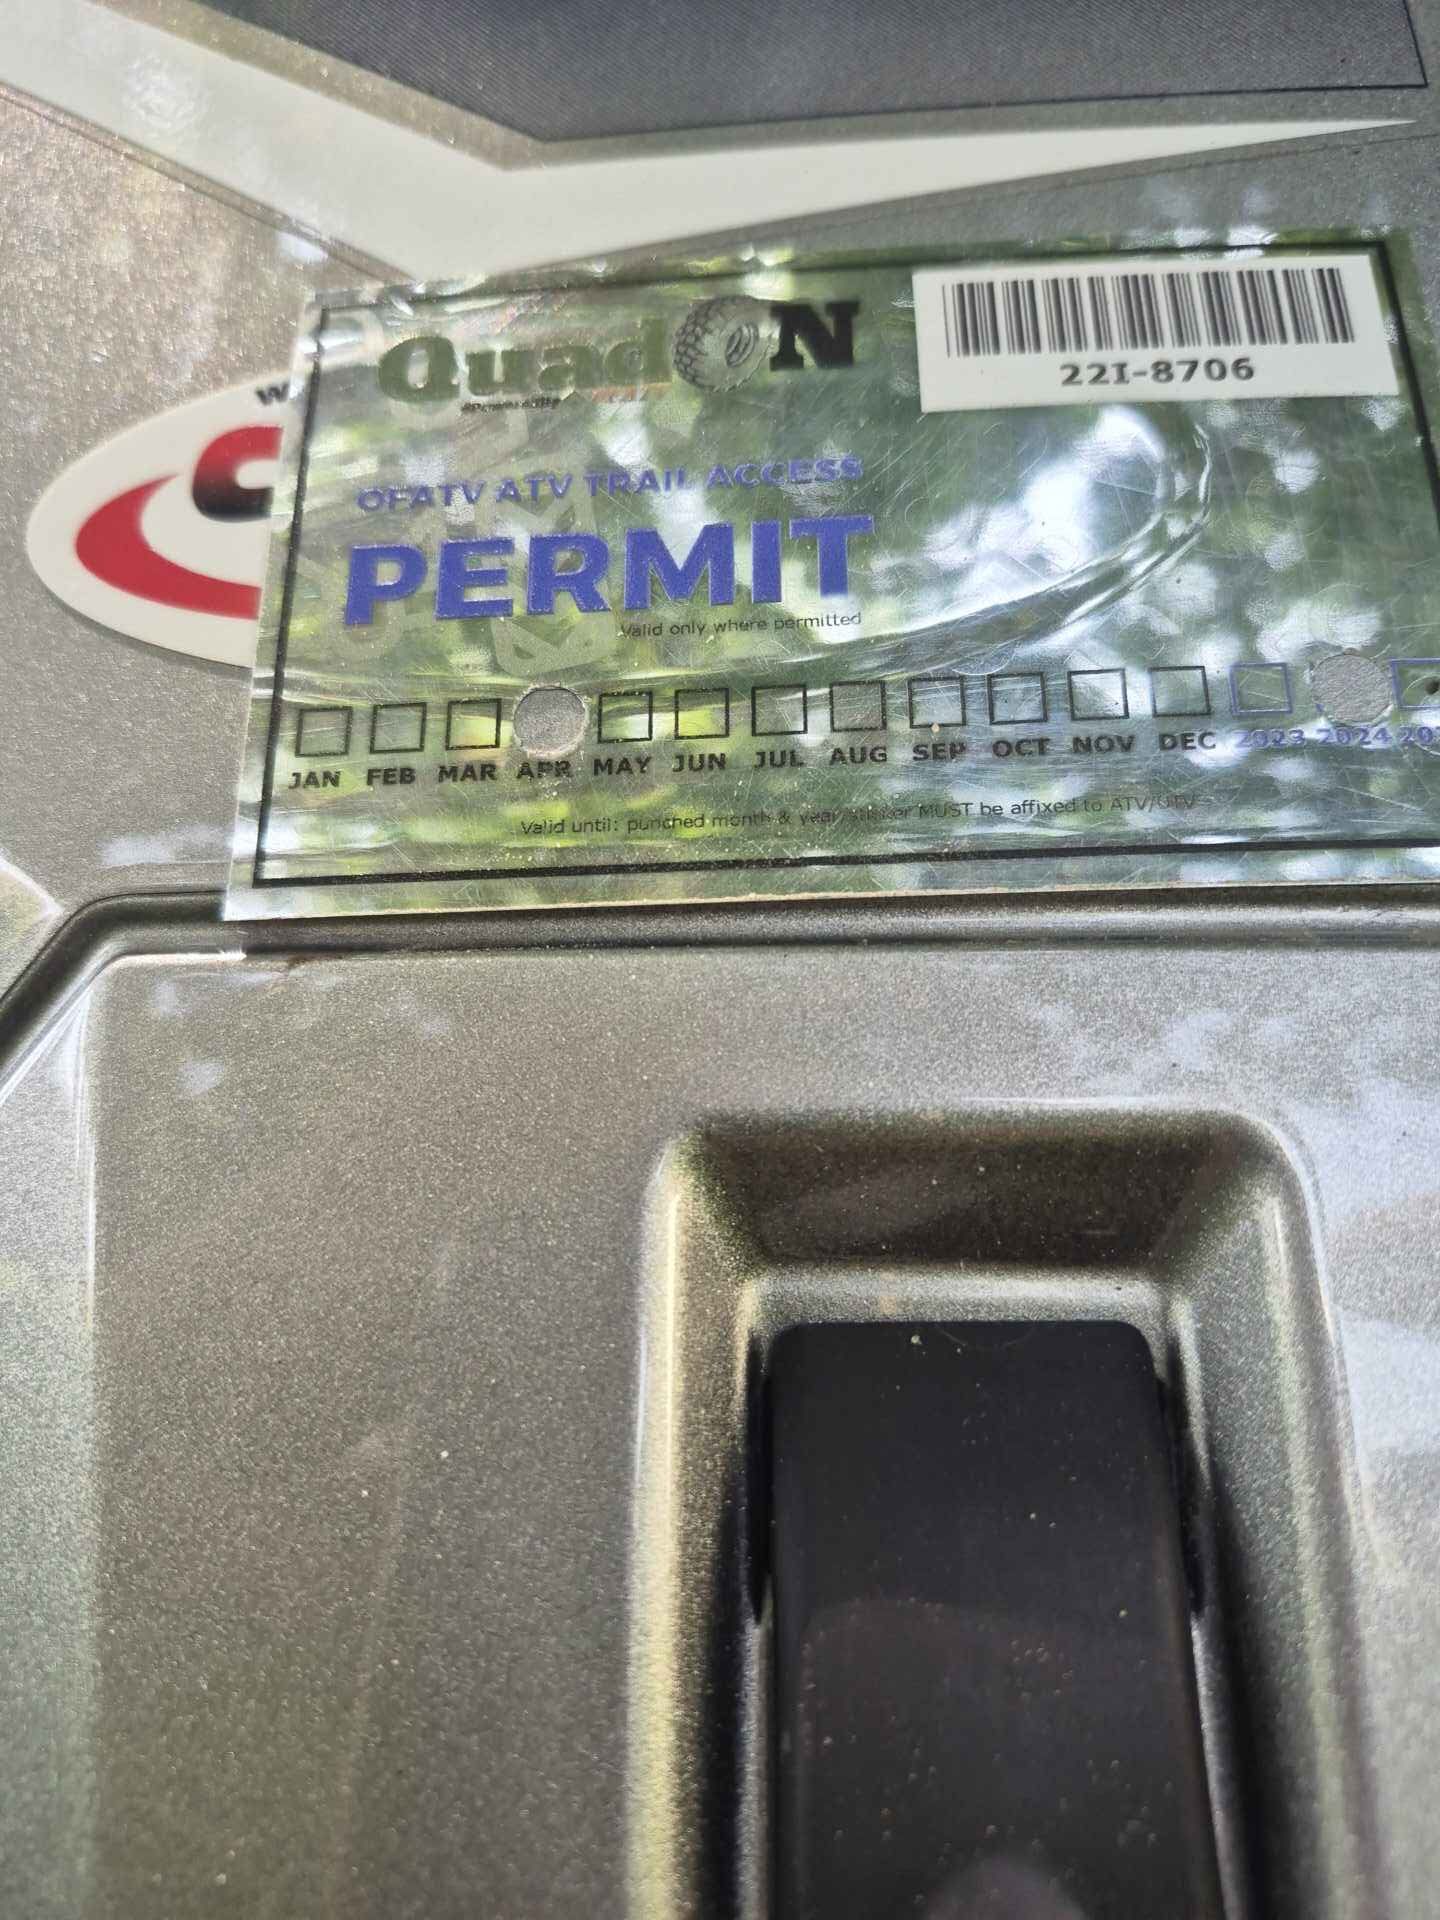 QuadON
22I-8706
OFATV ATV TRAIL ACCESS
PERMIT
Valid only where permitted
JAN FEB MAR APR MAY JUN JUL AUG SEP OCT NOV DEC 2023 2024
Valid until: punched month & year, sticker MUST be affixed to ATV/UTV